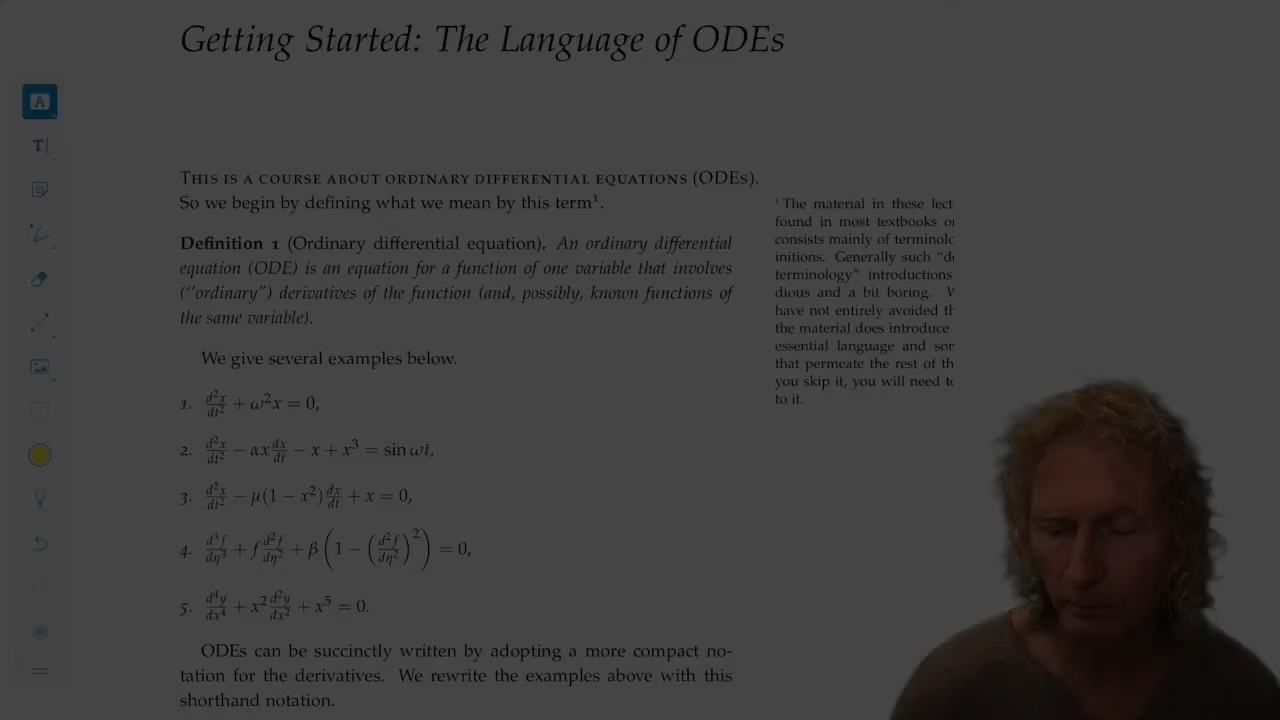 Getting Started: The Language of ODEs
THIS IS A COURSE ABOUT ORDINARY DIFFERENTIAL EQUATIONS (ODEs).
So we begin by defining what we mean by this term¹.
Definition 1 (Ordinary differential equation). An ordinary differential
equation (ODE) is an equation for a function of one variable that involves
(‘‘ordinary”) derivatives of the function (and, possibly, known functions of
the same variable).
We give several examples below.
1. d²x/dt² + ω²x = 0,
2. d²x/dt² − αx dx/dt − x + x³ = sin ωt,
3. d²x/dt² − μ(1 − x²) dx/dt + x = 0,
4. d³f/dη³ + f d²f/dη² + β (1 − (d²f/dη²)²) = 0,
5. d⁴y/dx⁴ + x² d²y/dx² + x⁵ = 0.
ODEs can be succinctly written by adopting a more compact no-
tation for the derivatives. We rewrite the examples above with this
shorthand notation.
¹ The material in these lect
found in most textbooks
consists mainly of terminolo
initions. Generally such “d
terminology” introductions
dious and a bit boring.
have not entirely avoided th
the material does introduce
essential language and so
that permeate the rest of th
you skip it, you will need to
to it.
A
T